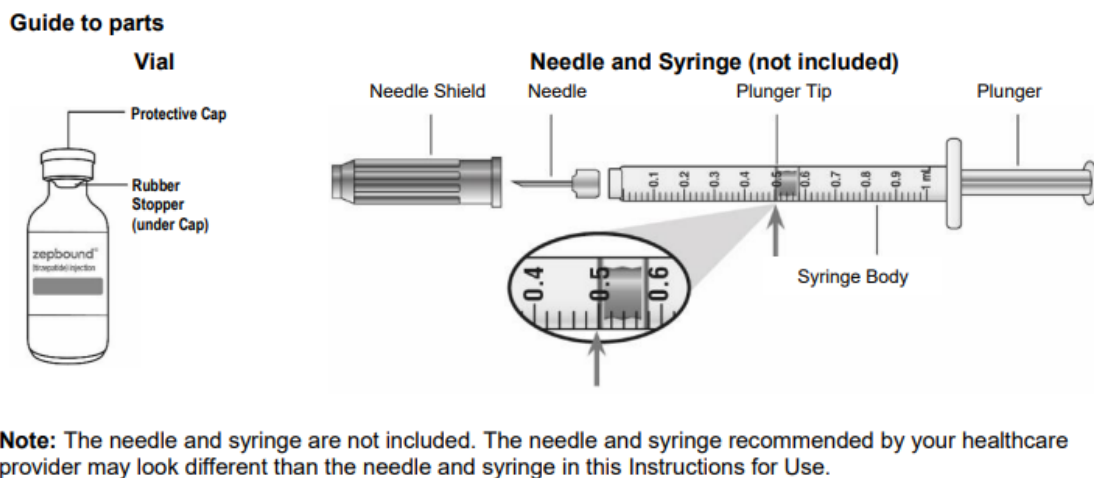 Guide to parts
Vial
Needle and Syringe (not included)
Needle Shield
Needle
Plunger Tip
Plunger
Protective Cap
Rubber
Stopper
(under Cap)
zepbound®
(tirzepatide) injection
0.1 0.2 0.3 0.4 0.5 0.6 0.7 0.8 0.9 1 mL
Syringe Body
0.4 0.5 0.6
Note: The needle and syringe are not included. The needle and syringe recommended by your healthcare
provider may look different than the needle and syringe in this Instructions for Use.